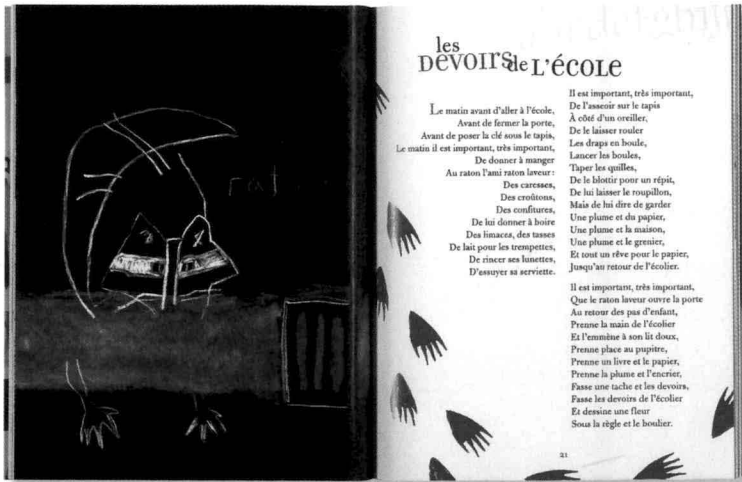 les
DEVOIRS de L'ÉCOLE
Le matin avant d'aller à l'école,
Avant de fermer la porte,
Avant de poser la clé sous le tapis,
Le matin il est important, très important,
De donner à manger
Au raton l'ami raton laveur :
Des caresses,
Des croûtons,
Des confitures,
De lui donner à boire
Des limaces, des tasses
De lait pour les trempettes,
De rincer ses lunettes,
D'essuyer sa serviette.
Il est important, très important,
De l'asseoir sur le tapis
À côté d'un oreiller,
De le laisser rouler
Les draps en boule,
Lancer les boules,
Taper les quilles,
De le blottir pour un répit,
De lui laisser le roupillon,
Mais de lui dire de garder
Une plume et du papier,
Une plume et la maison,
Une plume et le grenier,
Et tout un rêve pour le papier,
Jusqu'au retour de l'écolier.
Il est important, très important,
Que le raton laveur ouvre la porte
Au retour des pas d'enfant,
Prenne la main de l'écolier
Et l'emmène à son lit doux,
Prenne place au pupitre,
Prenne un livre et le papier,
Prenne la plume et l'encrier,
Fasse une tache et les devoirs,
Fasse les devoirs de l'écolier
Et dessine une fleur
Sous la règle et le boulier.
21